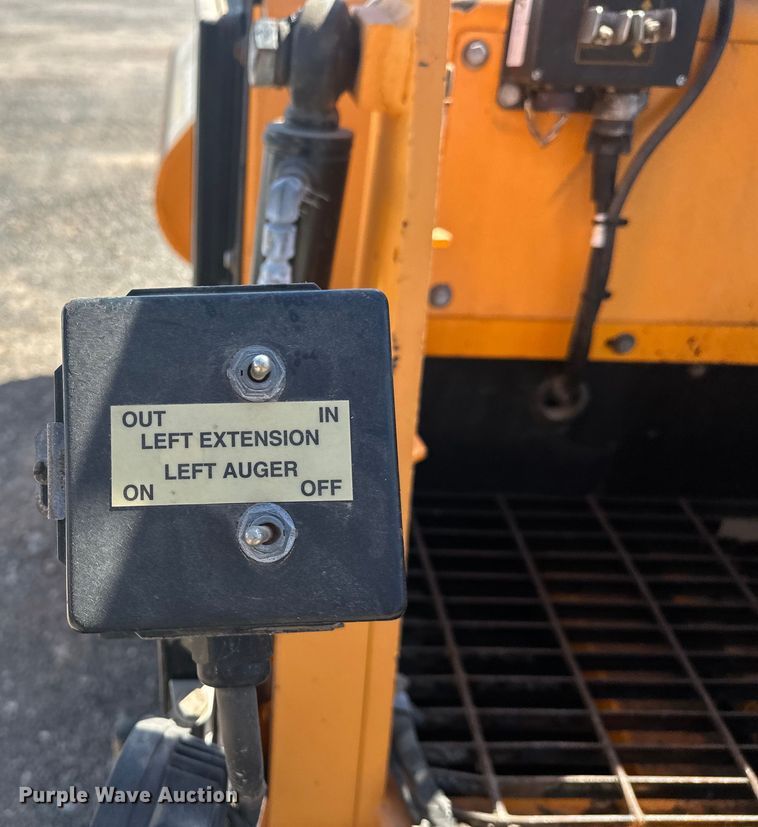 OUT IN
LEFT EXTENSION
LEFT AUGER
ON OFF
Purple Wave Auction